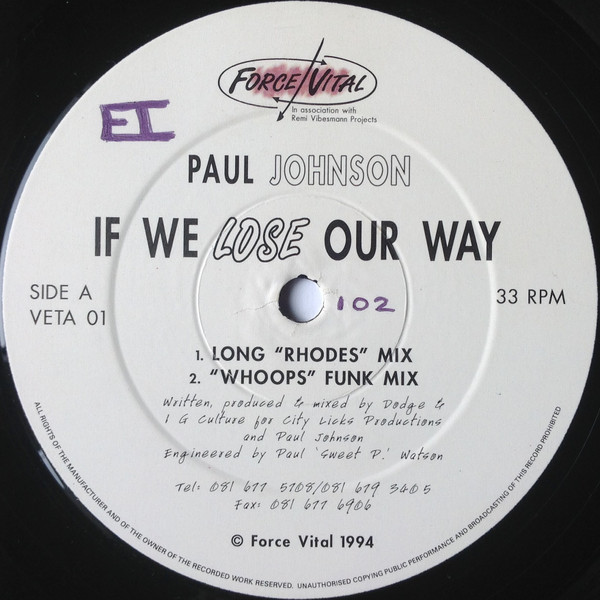 FORCE VITAL
In association with
Remi Vibesmann Projects
EI
PAUL JOHNSON
IF WE LOSE OUR WAY
SIDE A
VETA 01
102
33 RPM
1. LONG "RHODES" MIX
2. "WHOOPS" FUNK MIX
Written, produced & mixed by Dodge &
I G Culture for City Licks Productions
and Paul Johnson
Engineered by Paul 'Sweet P.' Watson
Tel: 081 677 5708/081 679 3405
Fax: 081 677 6906
© Force Vital 1994
ALL RIGHTS OF THE MANUFACTURER AND OF THE OWNER OF THE RECORDED WORK RESERVED. UNAUTHORISED COPYING PUBLIC PERFORMANCE AND BROADCASTING OF THIS RECORD PROHIBITED